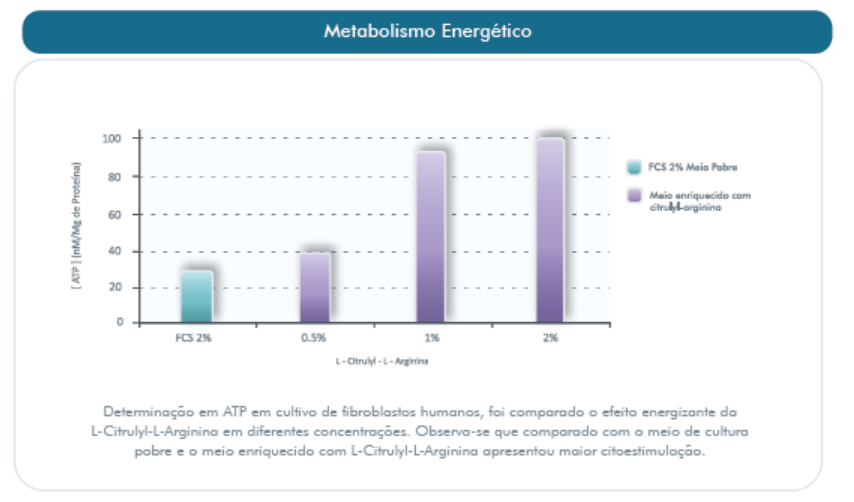 Metabolismo Energético
100
80
60
40
20
0
[ ATP ] (nM/Mg de Proteína)
FCS 2%
0.5%
1%
2%
L - Citrulyl - L - Arginina
FCS 2% Meio Pobre
Meio enriquecido com
citrulyl-arginina
Determinação em ATP em cultivo de fibroblastos humanos, foi comparado o efeito energizante da
L-Citrulyl-L-Arginina em diferentes concentrações. Observa-se que comparado com o meio de cultura
pobre e o meio enriquecido com L-Citrulyl-L-Arginina apresentou maior citoestimulação.